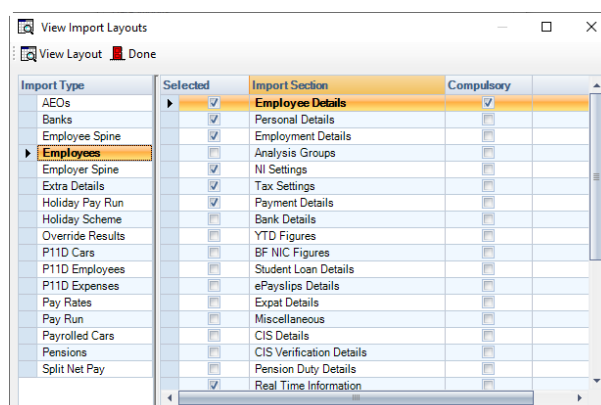 View Import Layouts
View Layout Done
Import Type Selected Import Section Compulsory
AEOs Employee Details
Banks Personal Details
Employee Spine Employment Details
Employees Analysis Groups
Employer Spine NI Settings
Extra Details Tax Settings
Holiday Pay Run Payment Details
Holiday Scheme Bank Details
Override Results YTD Figures
P11D Cars BF NIC Figures
P11D Employees Student Loan Details
P11D Expenses ePayslips Details
Pay Rates Expat Details
Pay Run Miscellaneous
Payrolled Cars CIS Details
Pensions CIS Verification Details
Split Net Pay Pension Duty Details
Real Time Information